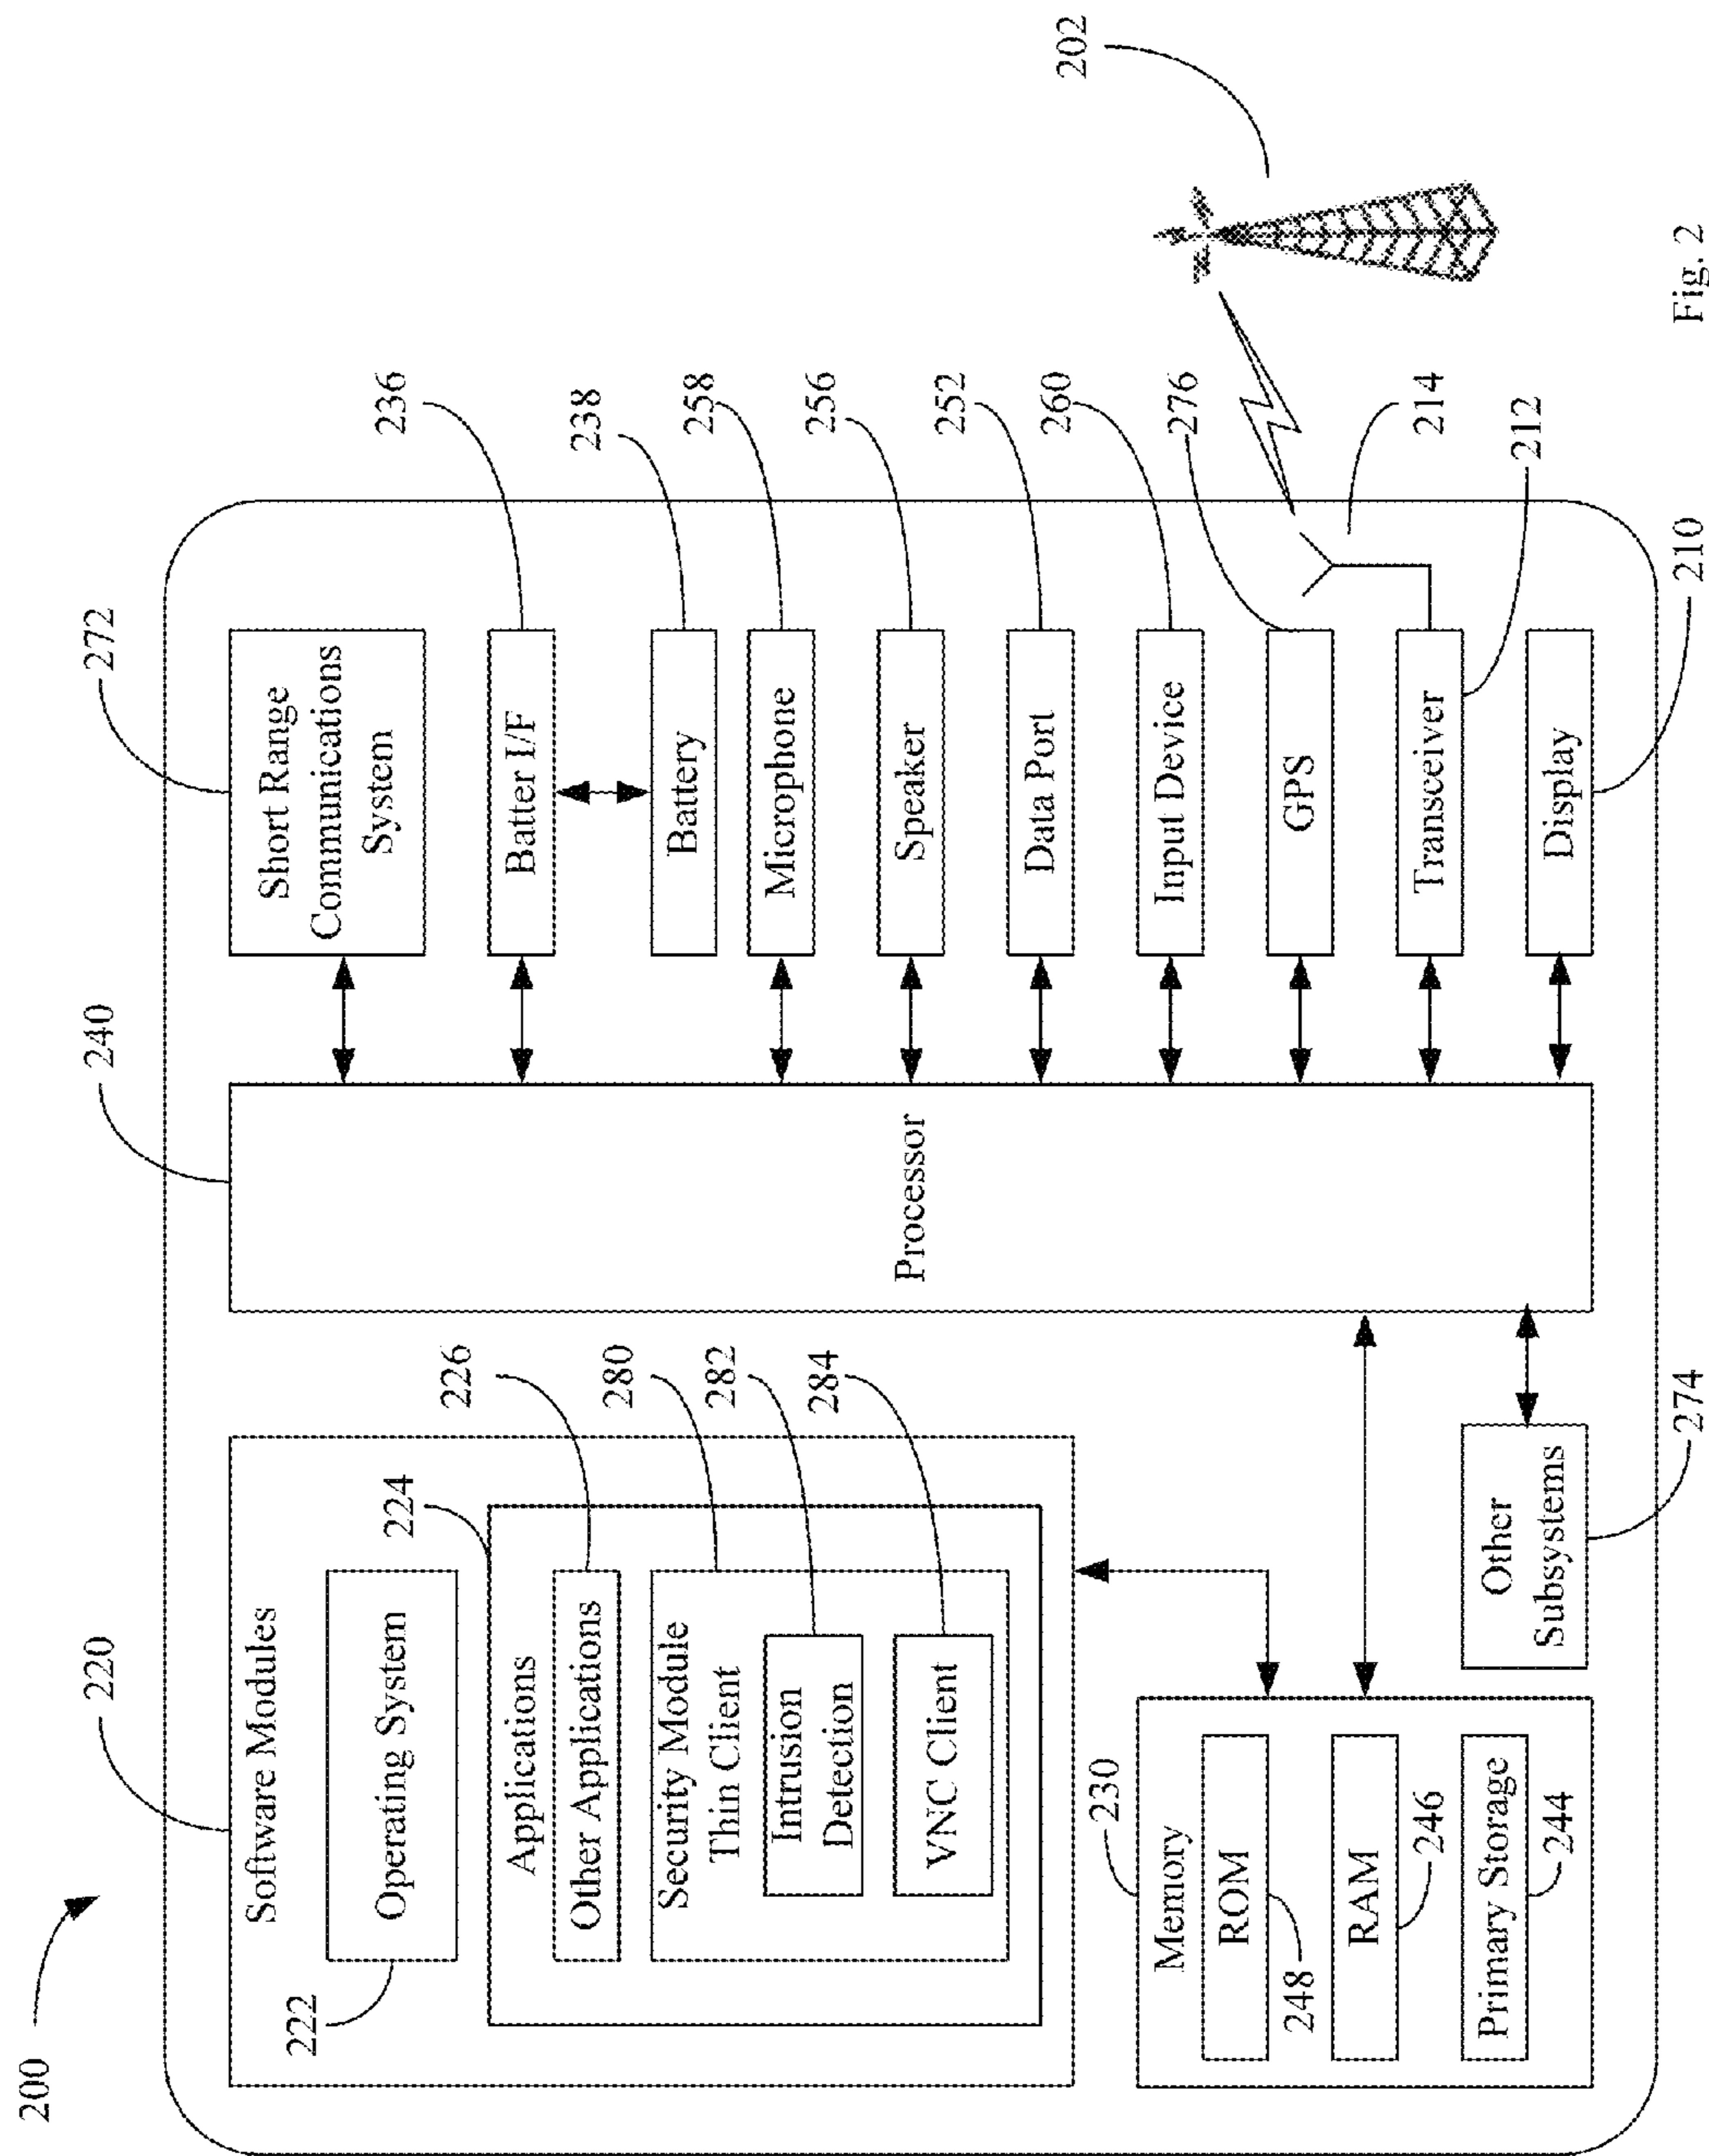 200
220
Software Modules
222
Operating System
224
Applications
226
Other Applications
280
Security Module
Thin Client
282
Intrusion
Detection
284
VNC Client
230
Memory
ROM
248
RAM
246
Primary Storage
244
Other
Subsystems
274
240
Processor
272
Short Range
Communications
System
Batter I/F
236
Battery
238
Microphone
258
Speaker
256
Data Port
252
Input Device
260
GPS
276
Transceiver
212
214
Display
210
202
Fig. 2